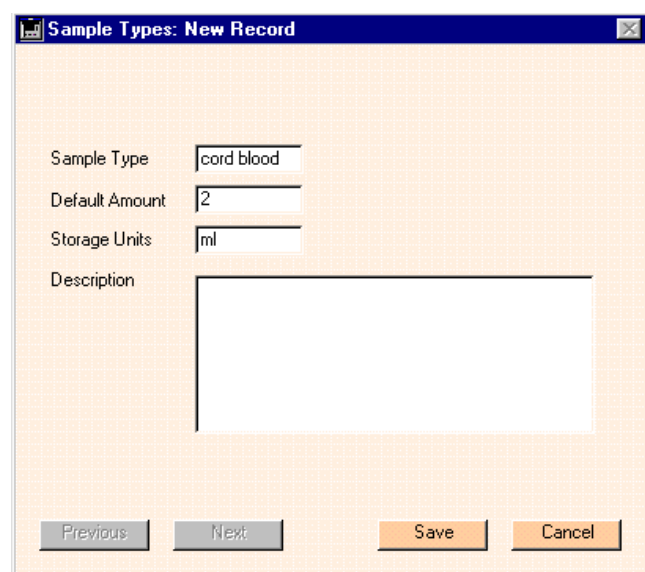 Sample Types: New Record
Sample Type cord blood
Default Amount 2
Storage Units ml
Description
Previous Next Save Cancel